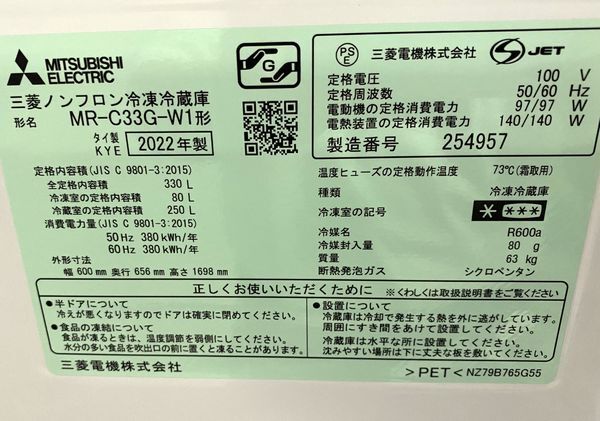 MITSUBISHI
ELECTRIC
G
三菱ノンフロン冷凍冷蔵庫
形名 MR-C33G-W1形
タイ製
KYE
2022年製
定格内容積(JIS C 9801-3:2015)
全定格内容積 330 L
冷凍室の容積 80 L
冷蔵室の容積 250 L
消費電力量(JIS C 9801-3:2015)
50 Hz 380 kWh/年
60 Hz 380 kWh/年
外形寸法
幅 600 mm 奥行 656 mm 高さ 1698 mm
PS
E
三菱電機株式会社
S JET
定格電圧 100 V
定格周波数 50/60 Hz
電動機の定格消費電力 97/97 W
電熱装置の定格消費電力 140/140 W
製造番号 254957
温度ヒューズの定格動作温度 73℃(霜取用)
種類 冷凍冷蔵庫
冷凍室の記号 * ***
冷媒名 R600a
冷媒封入量 80 g
質量 63 kg
断熱発泡ガス シクロペンタン
正しくお使いいただくために ※くわしくは取扱説明書をご覧ください。
●半ドアについて
冷えが悪くなりますのでドアは確実に閉めてください。
●食品の凍結について
食品が凍るときは、温度調節を弱側にしてください。
水分の多い食品を吹出口の前に置くと凍ることがあります。
●設置について
冷蔵庫は冷却で発生する熱を外に逃がしています。
周囲にすき間をあけて設置してください。
冷蔵庫は水平な所に設置してください。
沈みやすい場所は下に丈夫な板を敷いてください。
三菱電機株式会社
>PET< NZ79B765G55